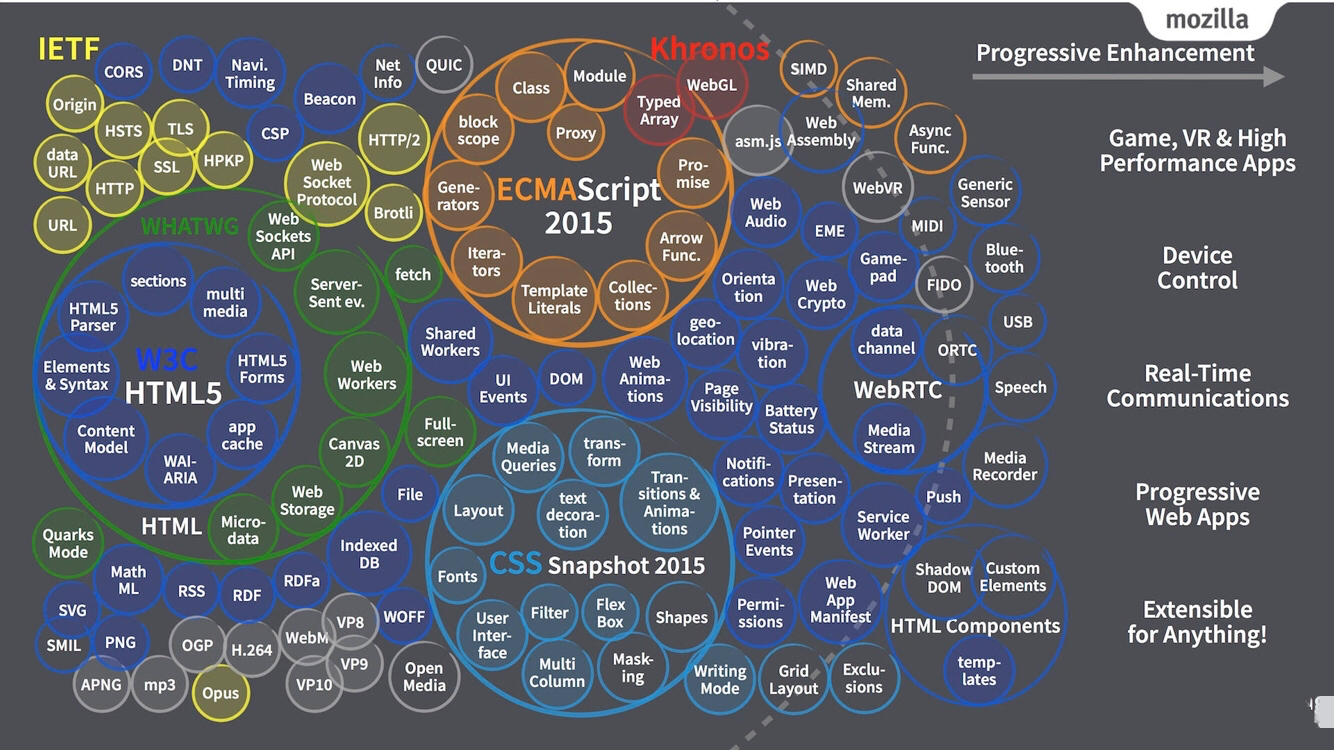 mozilla
IETF
CORS
DNT
Navi.
Timing
Beacon
Net
Info
QUIC
Origin
HSTS
TLS
CSP
HTTP/2
data
URL
SSL
HPKP
HTTP
Web
Socket
Protocol
Brotli
URL
Khronos
Class
Module
Typed
Array
WebGL
block
scope
Proxy
Gene-
rators
Pro-
mise
ECMAScript
2015
Itera-
tors
Arrow
Func.
Template
Literals
Collec-
tions
SIMD
Shared
Mem.
asm.js
Web
Assembly
Async
Func.
WebVR
Generic
Sensor
Progressive Enhancement
Game, VR & High
Performance Apps
WHATWG
Web
Sockets
API
Server-
Sent ev.
fetch
sections
multi
media
HTML5
Parser
Elements
& Syntax
W3C
HTML5
HTML5
Forms
Content
Model
app
cache
WAI-
ARIA
Web
Workers
Canvas
2D
Web
Storage
Micro-
data
HTML
Quarks
Mode
Shared
Workers
UI
Events
DOM
Web
Anima-
tions
Full-
screen
File
Indexed
DB
Web
Audio
EME
MIDI
Game-
pad
Blue-
tooth
Orienta
tion
Web
Crypto
FIDO
geo-
location
vibra-
tion
USB
Device
Control
data
channel
ORTC
WebRTC
Media
Stream
Speech
Page
Visibility
Battery
Status
Media
Recorder
Real-Time
Communications
Notifi-
cations
Presen-
tation
Push
Pointer
Events
Service
Worker
Progressive
Web Apps
Media
Queries
trans-
form
Layout
text
decora-
tion
Tran-
sitions &
Anima-
tions
CSS Snapshot 2015
Fonts
User
Inter-
face
Filter
Flex
Box
Shapes
Multi
Column
Mask-
ing
Math
ML
RSS
RDF
RDFa
SVG
SMIL
PNG
WOFF
OGP
H.264
WebM
VP8
VP9
VP10
APNG
mp3
Opus
Open
Media
Permi-
ssions
Web
App
Manifest
Shadow
DOM
Custom
Elements
HTML Components
temp-
lates
Writing
Mode
Grid
Layout
Exclu-
sions
Extensible
for Anything!